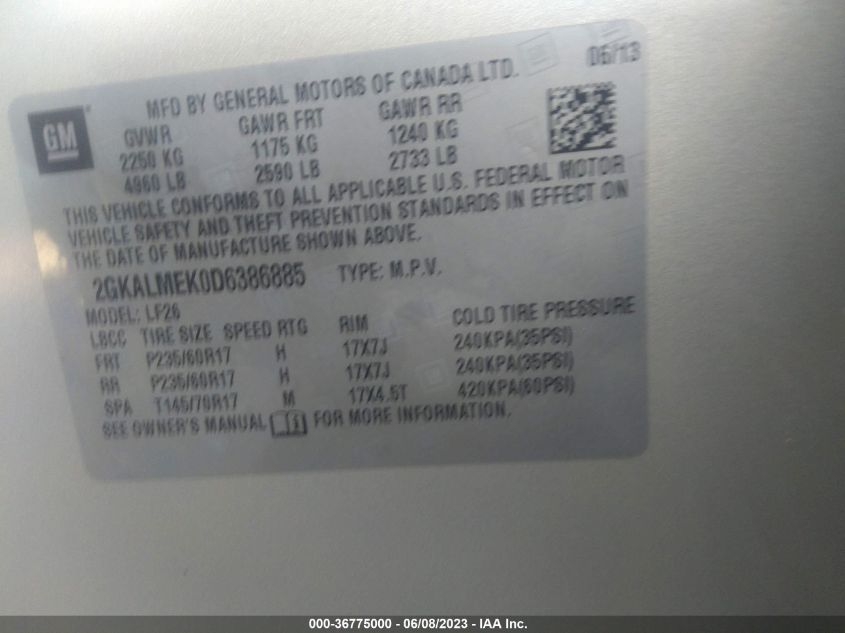 06/13
MFD BY GENERAL MOTORS OF CANADA LTD.
GM
GVWR GAWR FRT GAWR RR
2250 KG 1175 KG 1240 KG
4960 LB 2590 LB 2733 LB
THIS VEHICLE CONFORMS TO ALL APPLICABLE U.S. FEDERAL MOTOR
VEHICLE SAFETY AND THEFT PREVENTION STANDARDS IN EFFECT ON
THE DATE OF MANUFACTURE SHOWN ABOVE.
2GKALMEK0D6386885 TYPE: M.P.V.
MODEL: LF26
LBCC TIRE SIZE SPEED RTG RIM COLD TIRE PRESSURE
FRT P235/60R17 H 17X7J 240KPA(35PSI)
RR P235/60R17 H 17X7J 240KPA(35PSI)
SPA T145/70R17 M 17X4.5T 420KPA(60PSI)
SEE OWNER'S MANUAL FOR MORE INFORMATION.
000-36775000 - 06/08/2023 - IAA Inc.